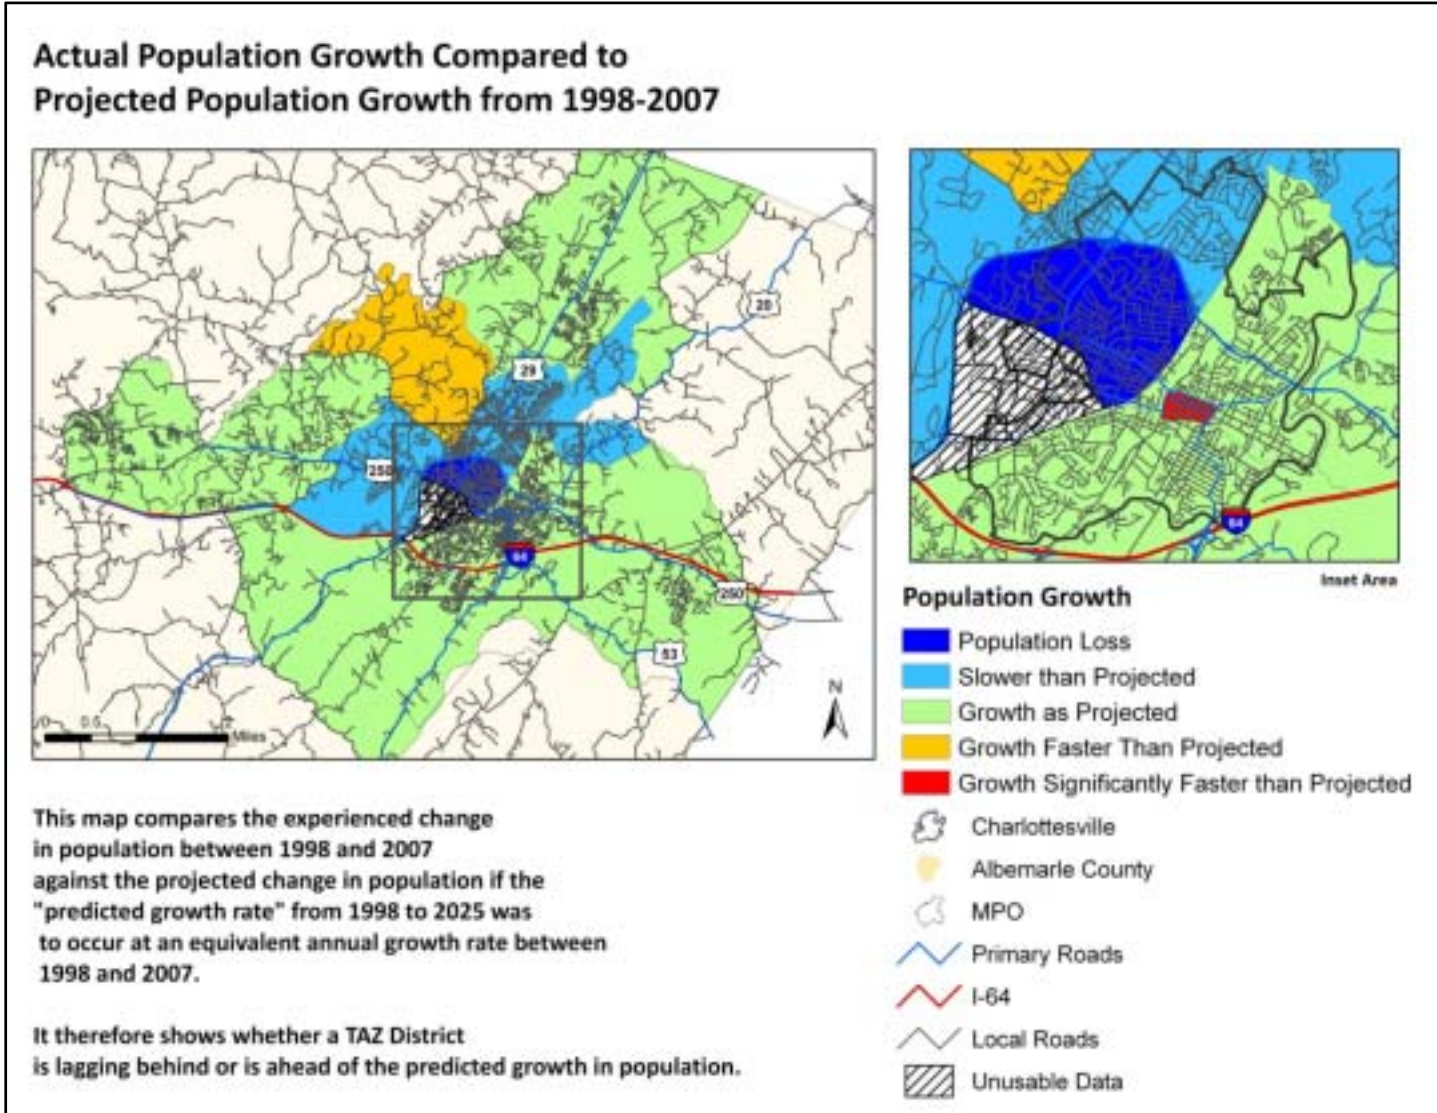 Actual Population Growth Compared to
Projected Population Growth from 1998-2007
20
29
250
64
250
53
N
0 0.5 1 2
Miles
64
Inset Area
Population Growth
Population Loss
Slower than Projected
Growth as Projected
Growth Faster Than Projected
Growth Significantly Faster than Projected
Charlottesville
Albemarle County
MPO
Primary Roads
I-64
Local Roads
Unusable Data
This map compares the experienced change
in population between 1998 and 2007
against the projected change in population if the
"predicted growth rate" from 1998 to 2025 was
to occur at an equivalent annual growth rate between
1998 and 2007.
It therefore shows whether a TAZ District
is lagging behind or is ahead of the predicted growth in population.